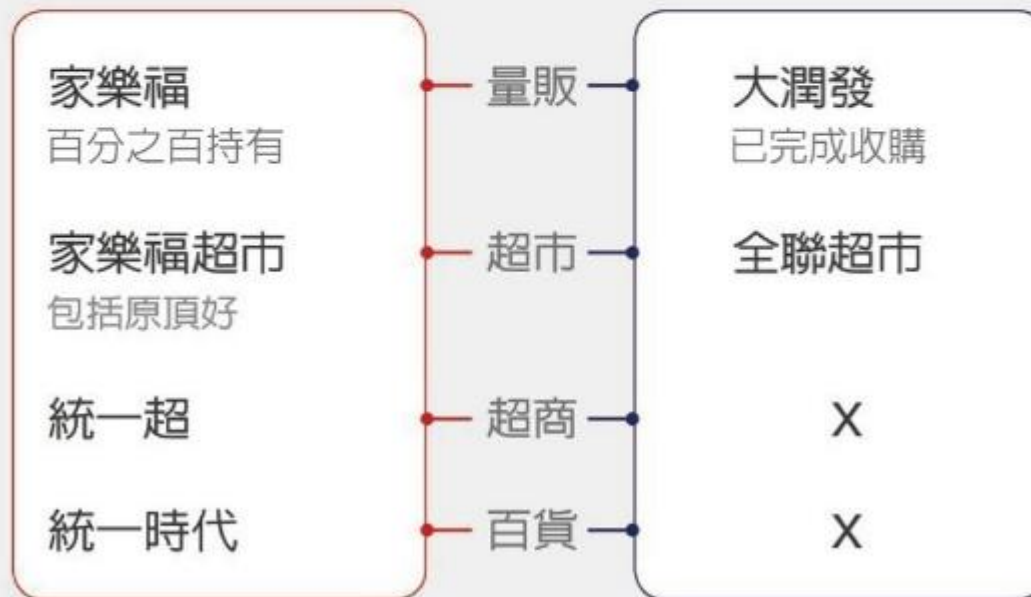 家樂福 量販 大潤發
百分之百持有 已完成收購
家樂福超市 超市 全聯超市
包括原頂好
統一超 超商 X
統一時代 百貨 X